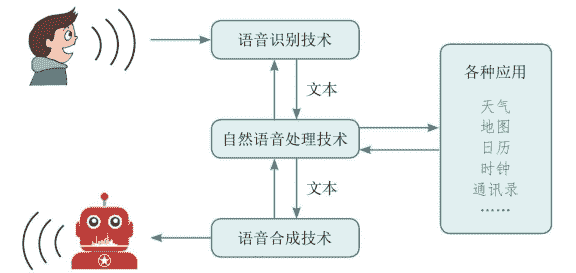 语音识别技术
文本
自然语音处理技术
文本
语音合成技术
各种应用
天气
地图
日历
时钟
通讯录
……